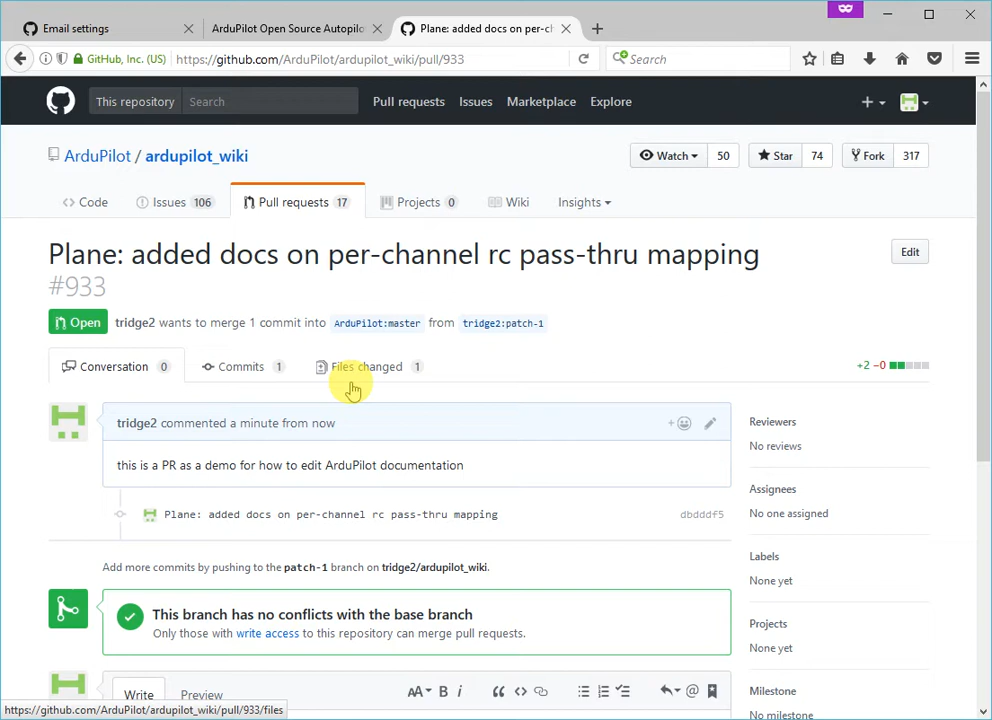 Email settings
ArduPilot Open Source Autopilo
Plane: added docs on per-ch
GitHub, Inc. (US)
https://github.com/ArduPilot/ardupilot_wiki/pull/933
Search
This repository
Search
Pull requests
Issues
Marketplace
Explore
ArduPilot / ardupilot_wiki
Watch 50
Star 74
Fork 317
Code
Issues 106
Pull requests 17
Projects 0
Wiki
Insights
Plane: added docs on per-channel rc pass-thru mapping
#933
Edit
Open
tridge2 wants to merge 1 commit into ArduPilot:master from tridge2:patch-1
Conversation 0
Commits 1
Files changed 1
+2 −0
tridge2 commented a minute from now
this is a PR as a demo for how to edit ArduPilot documentation
Plane: added docs on per-channel rc pass-thru mapping
dbdddf5
Reviewers
No reviews
Assignees
No one assigned
Labels
None yet
Projects
None yet
Milestone
No milestone
Add more commits by pushing to the patch-1 branch on tridge2/ardupilot_wiki.
This branch has no conflicts with the base branch
Only those with write access to this repository can merge pull requests.
Write
Preview
AA
B
i
https://github.com/ArduPilot/ardupilot_wiki/pull/933/files